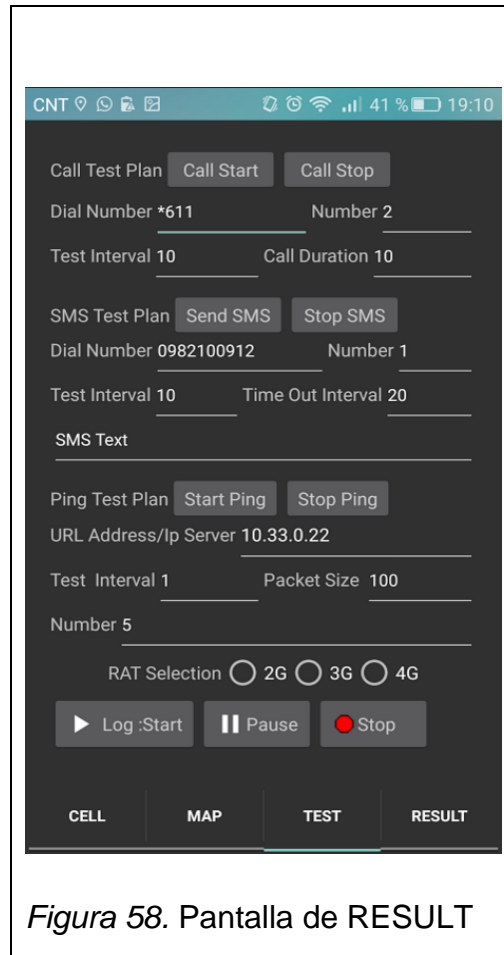 CNT 41 % 19:10
Call Test Plan Call Start Call Stop
Dial Number *611 Number 2
Test Interval 10 Call Duration 10
SMS Test Plan Send SMS Stop SMS
Dial Number 0982100912 Number 1
Test Interval 10 Time Out Interval 20
SMS Text
Ping Test Plan Start Ping Stop Ping
URL Address/Ip Server 10.33.0.22
Test Interval 1 Packet Size 100
Number 5
RAT Selection 2G 3G 4G
Log :Start Pause Stop
CELL MAP TEST RESULT
Figura 58. Pantalla de RESULT